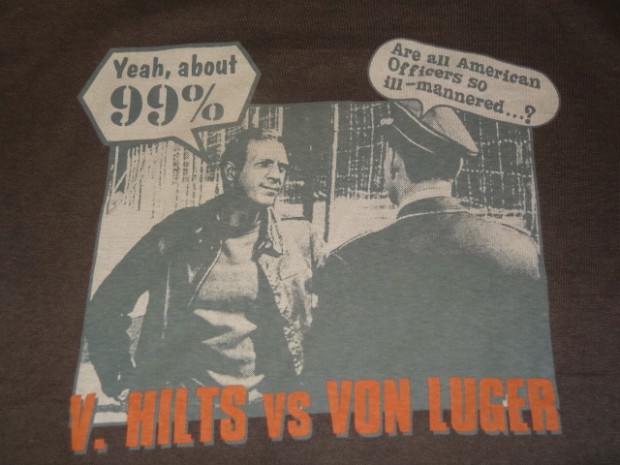 Yeah, about
99%
Are all American
Officers so
ill-mannered...?
V. HILTS VS VON LUGER